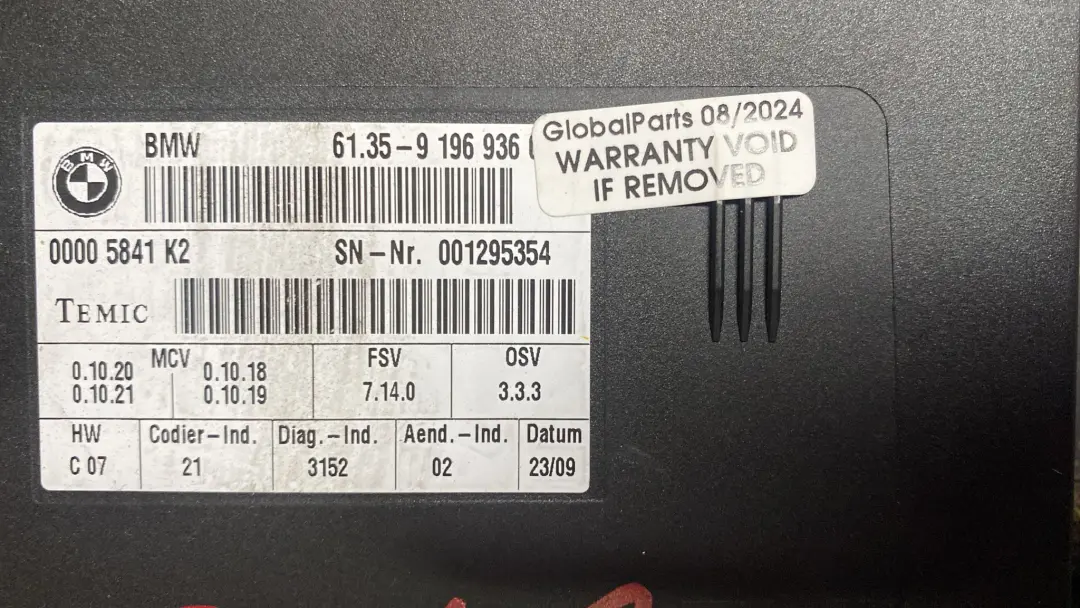 BMW 61.35-9 196 936
GlobalParts 08/2024
WARRANTY VOID
IF REMOVED
BMW
0000 5841 K2 SN-Nr. 001295354
TEMIC
MCV FSV OSV
0.10.20 0.10.18
0.10.21 0.10.19 7.14.0 3.3.3
HW Codier-Ind. Diag.-Ind. Aend.-Ind. Datum
C 07 21 3152 02 23/09